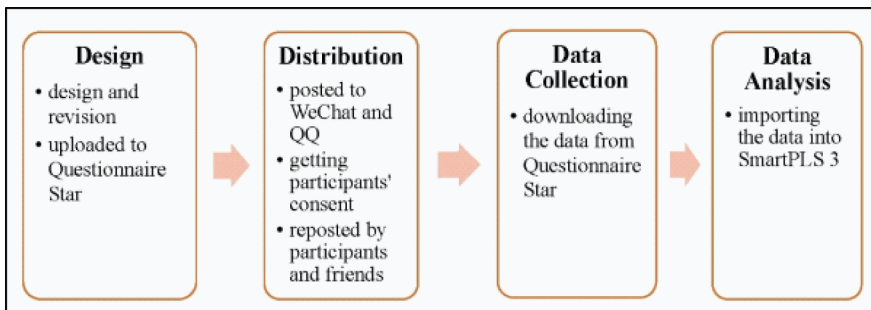 Design
• design and
revision
• uploaded to
Questionnaire
Star
Distribution
• posted to
WeChat and
QQ
• getting
participants'
consent
• reposted by
participants
and friends
Data
Collection
• downloading
the data from
Questionnaire
Star
Data
Analysis
• importing
the data into
SmartPLS 3